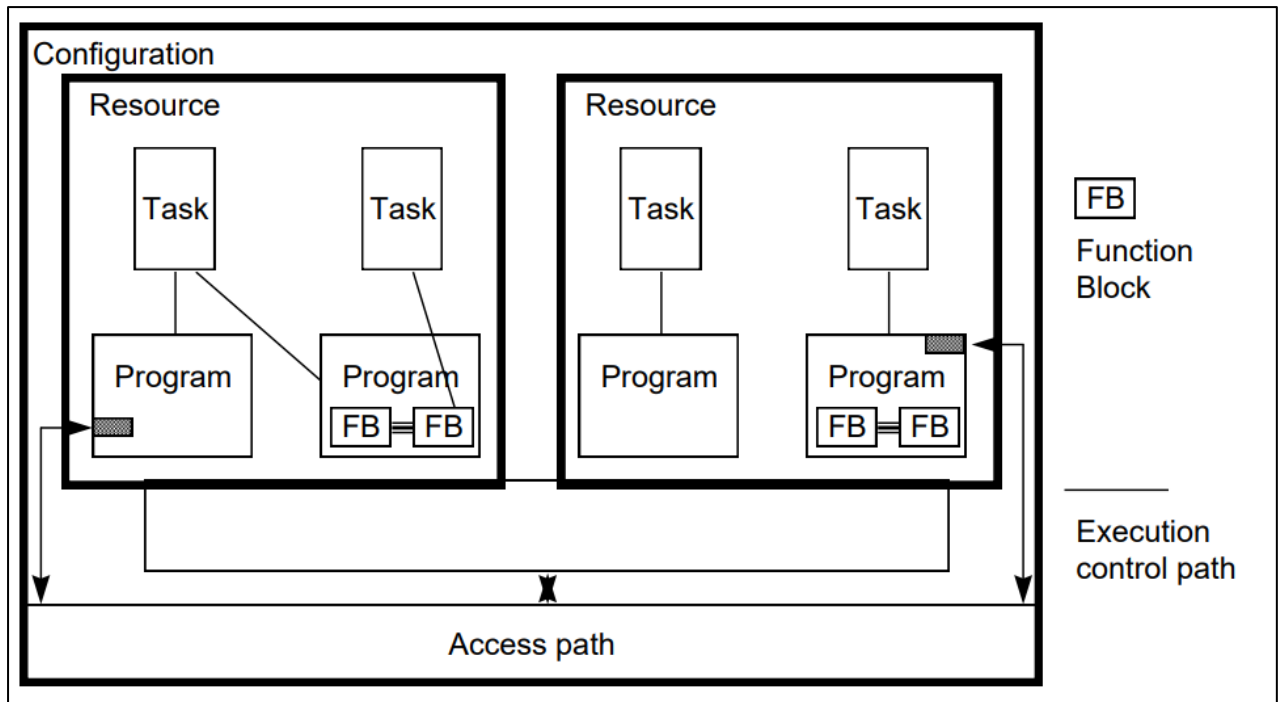 Configuration
Resource
Resource
Task
Task
Task
Task
FB
Function
Block
Program
Program
Program
Program
FB
FB
FB
FB
Execution
control path
Access path